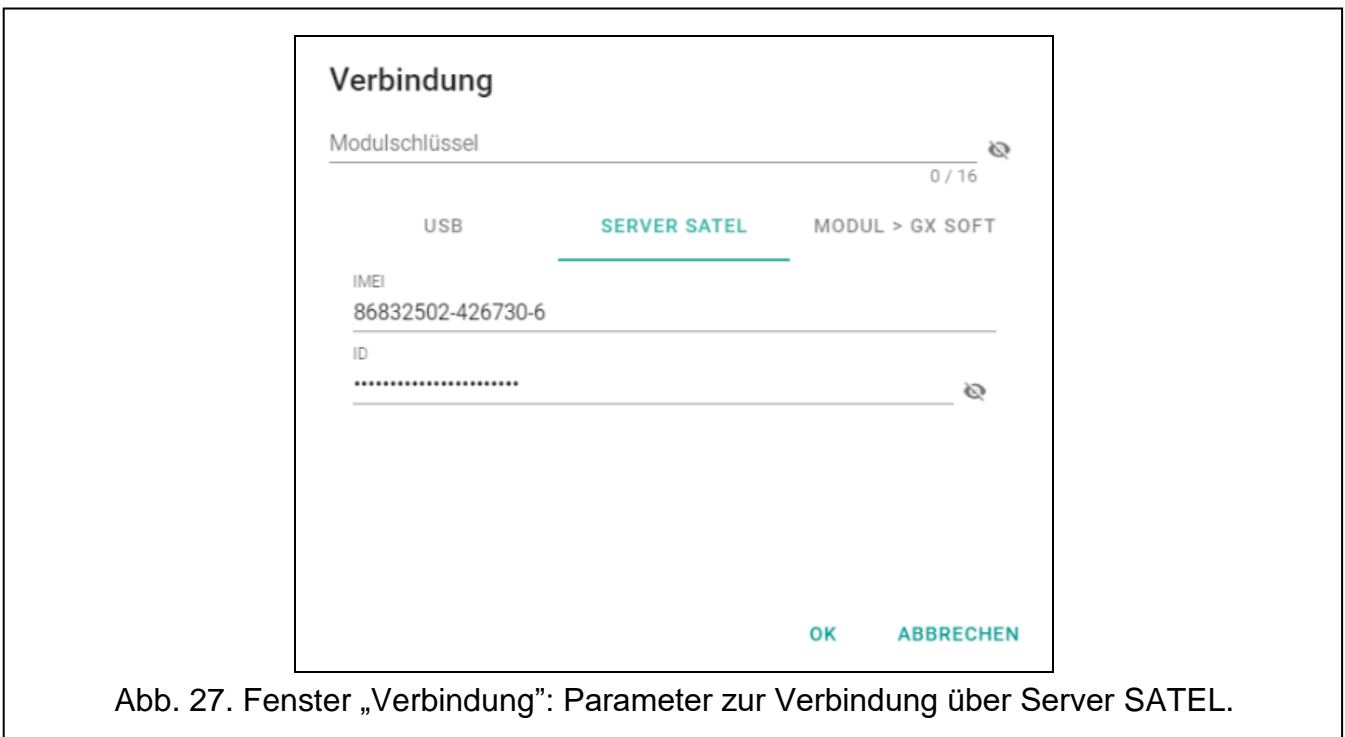 Verbindung
Modulschlüssel
0 / 16
USB SERVER SATEL MODUL > GX SOFT
IMEI
86832502-426730-6
ID
•••••••••••••••••••••••
OK ABBRECHEN
Abb. 27. Fenster „Verbindung”: Parameter zur Verbindung über Server SATEL.